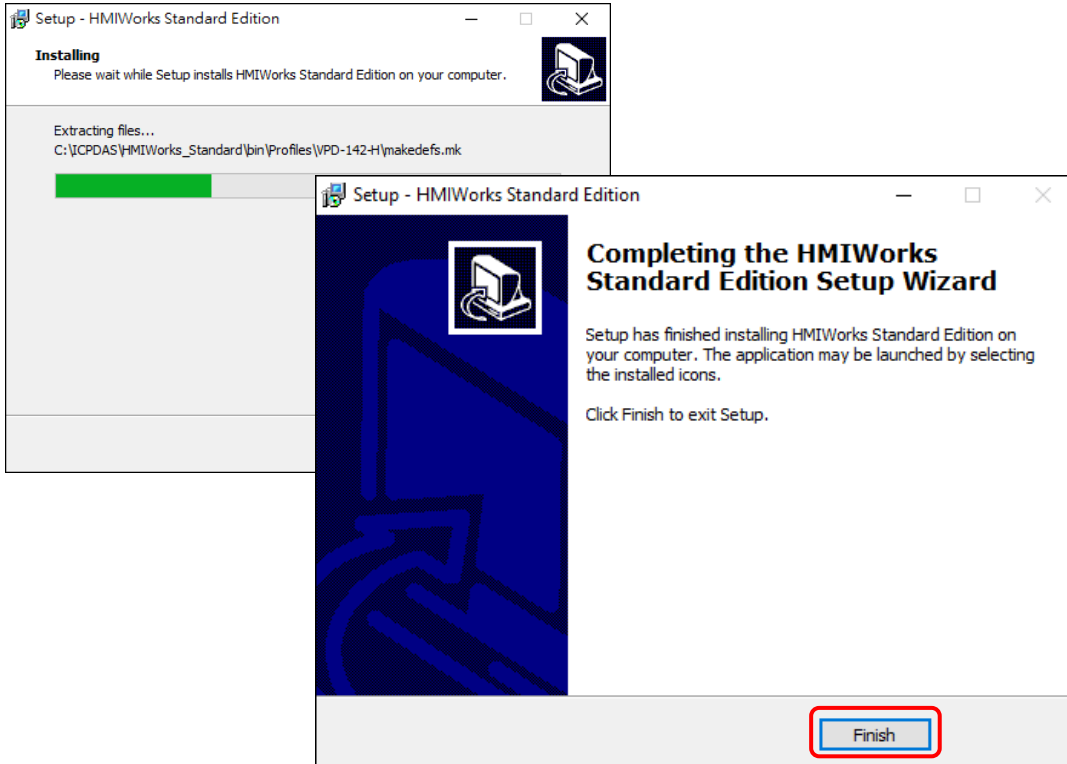 Setup - HMIWorks Standard Edition
Installing
Please wait while Setup installs HMIWorks Standard Edition on your computer.
Extracting files...
C:\ICPDAS\HMIWorks_Standard\bin\Profiles\VPD-142-H\makedefs.mk
Setup - HMIWorks Standard Edition
Completing the HMIWorks
Standard Edition Setup Wizard
Setup has finished installing HMIWorks Standard Edition on
your computer. The application may be launched by selecting
the installed icons.
Click Finish to exit Setup.
Finish